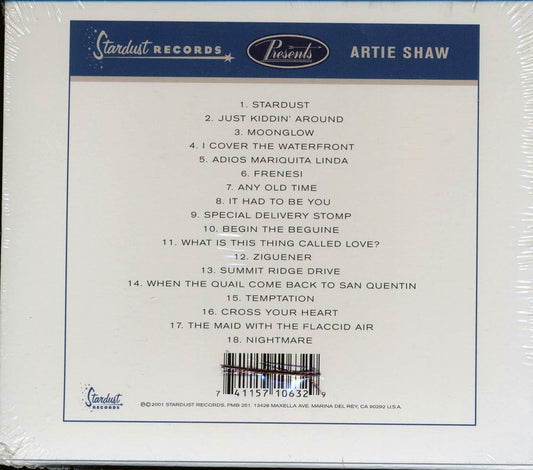 Stardust RECORDS Presents ARTIE SHAW
1. STARDUST
2. JUST KIDDIN' AROUND
3. MOONGLOW
4. I COVER THE WATERFRONT
5. ADIOS MARIQUITA LINDA
6. FRENESI
7. ANY OLD TIME
8. IT HAD TO BE YOU
9. SPECIAL DELIVERY STOMP
10. BEGIN THE BEGUINE
11. WHAT IS THIS THING CALLED LOVE?
12. ZIGUENER
13. SUMMIT RIDGE DRIVE
14. WHEN THE QUAIL COME BACK TO SAN QUENTIN
15. TEMPTATION
16. CROSS YOUR HEART
17. THE MAID WITH THE FLACCID AIR
18. NIGHTMARE
7 41157 10632 9
Stardust
RECORDS
℗©2001 STARDUST RECORDS, PMB 251, 13428 MAXELLA AVE. MARINA DEL REY, CA 90292 U.S.A.